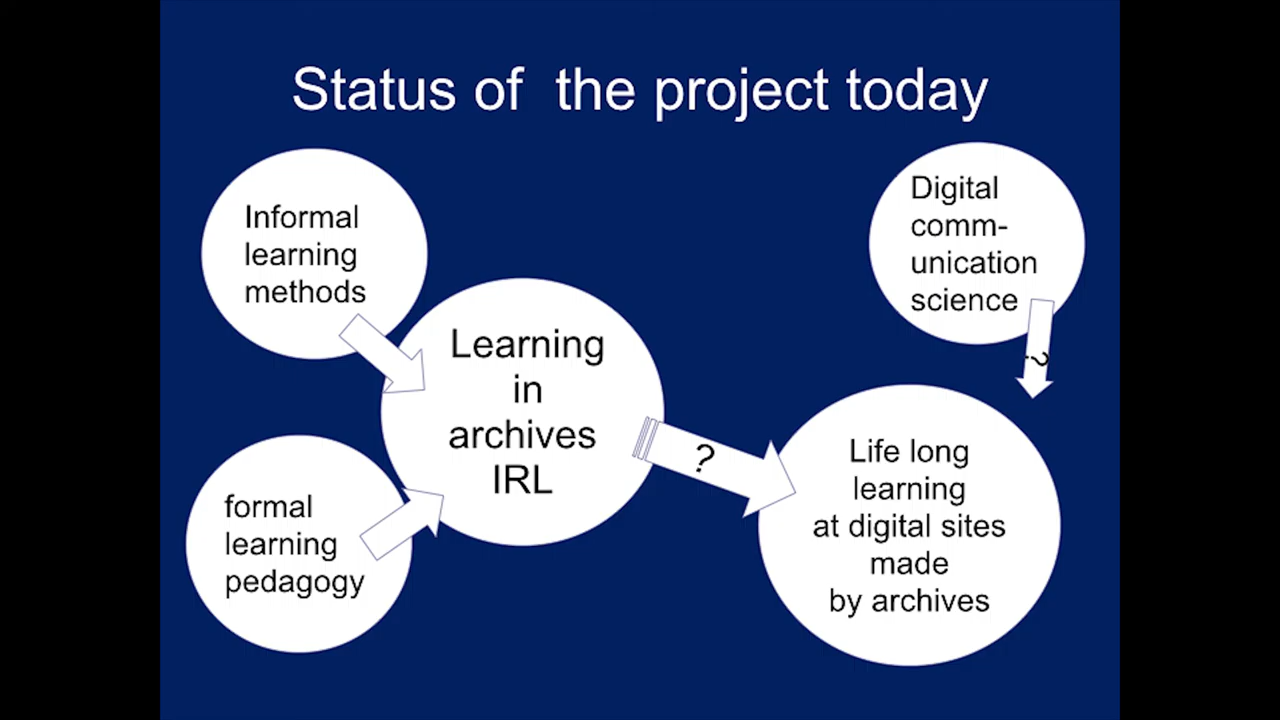 Status of  the project today
Informal
learning
methods
Digital
comm-
unication
science
?
Learning
in
archives
IRL
?
formal
learning
pedagogy
Life long
learning
at digital sites
made
by archives